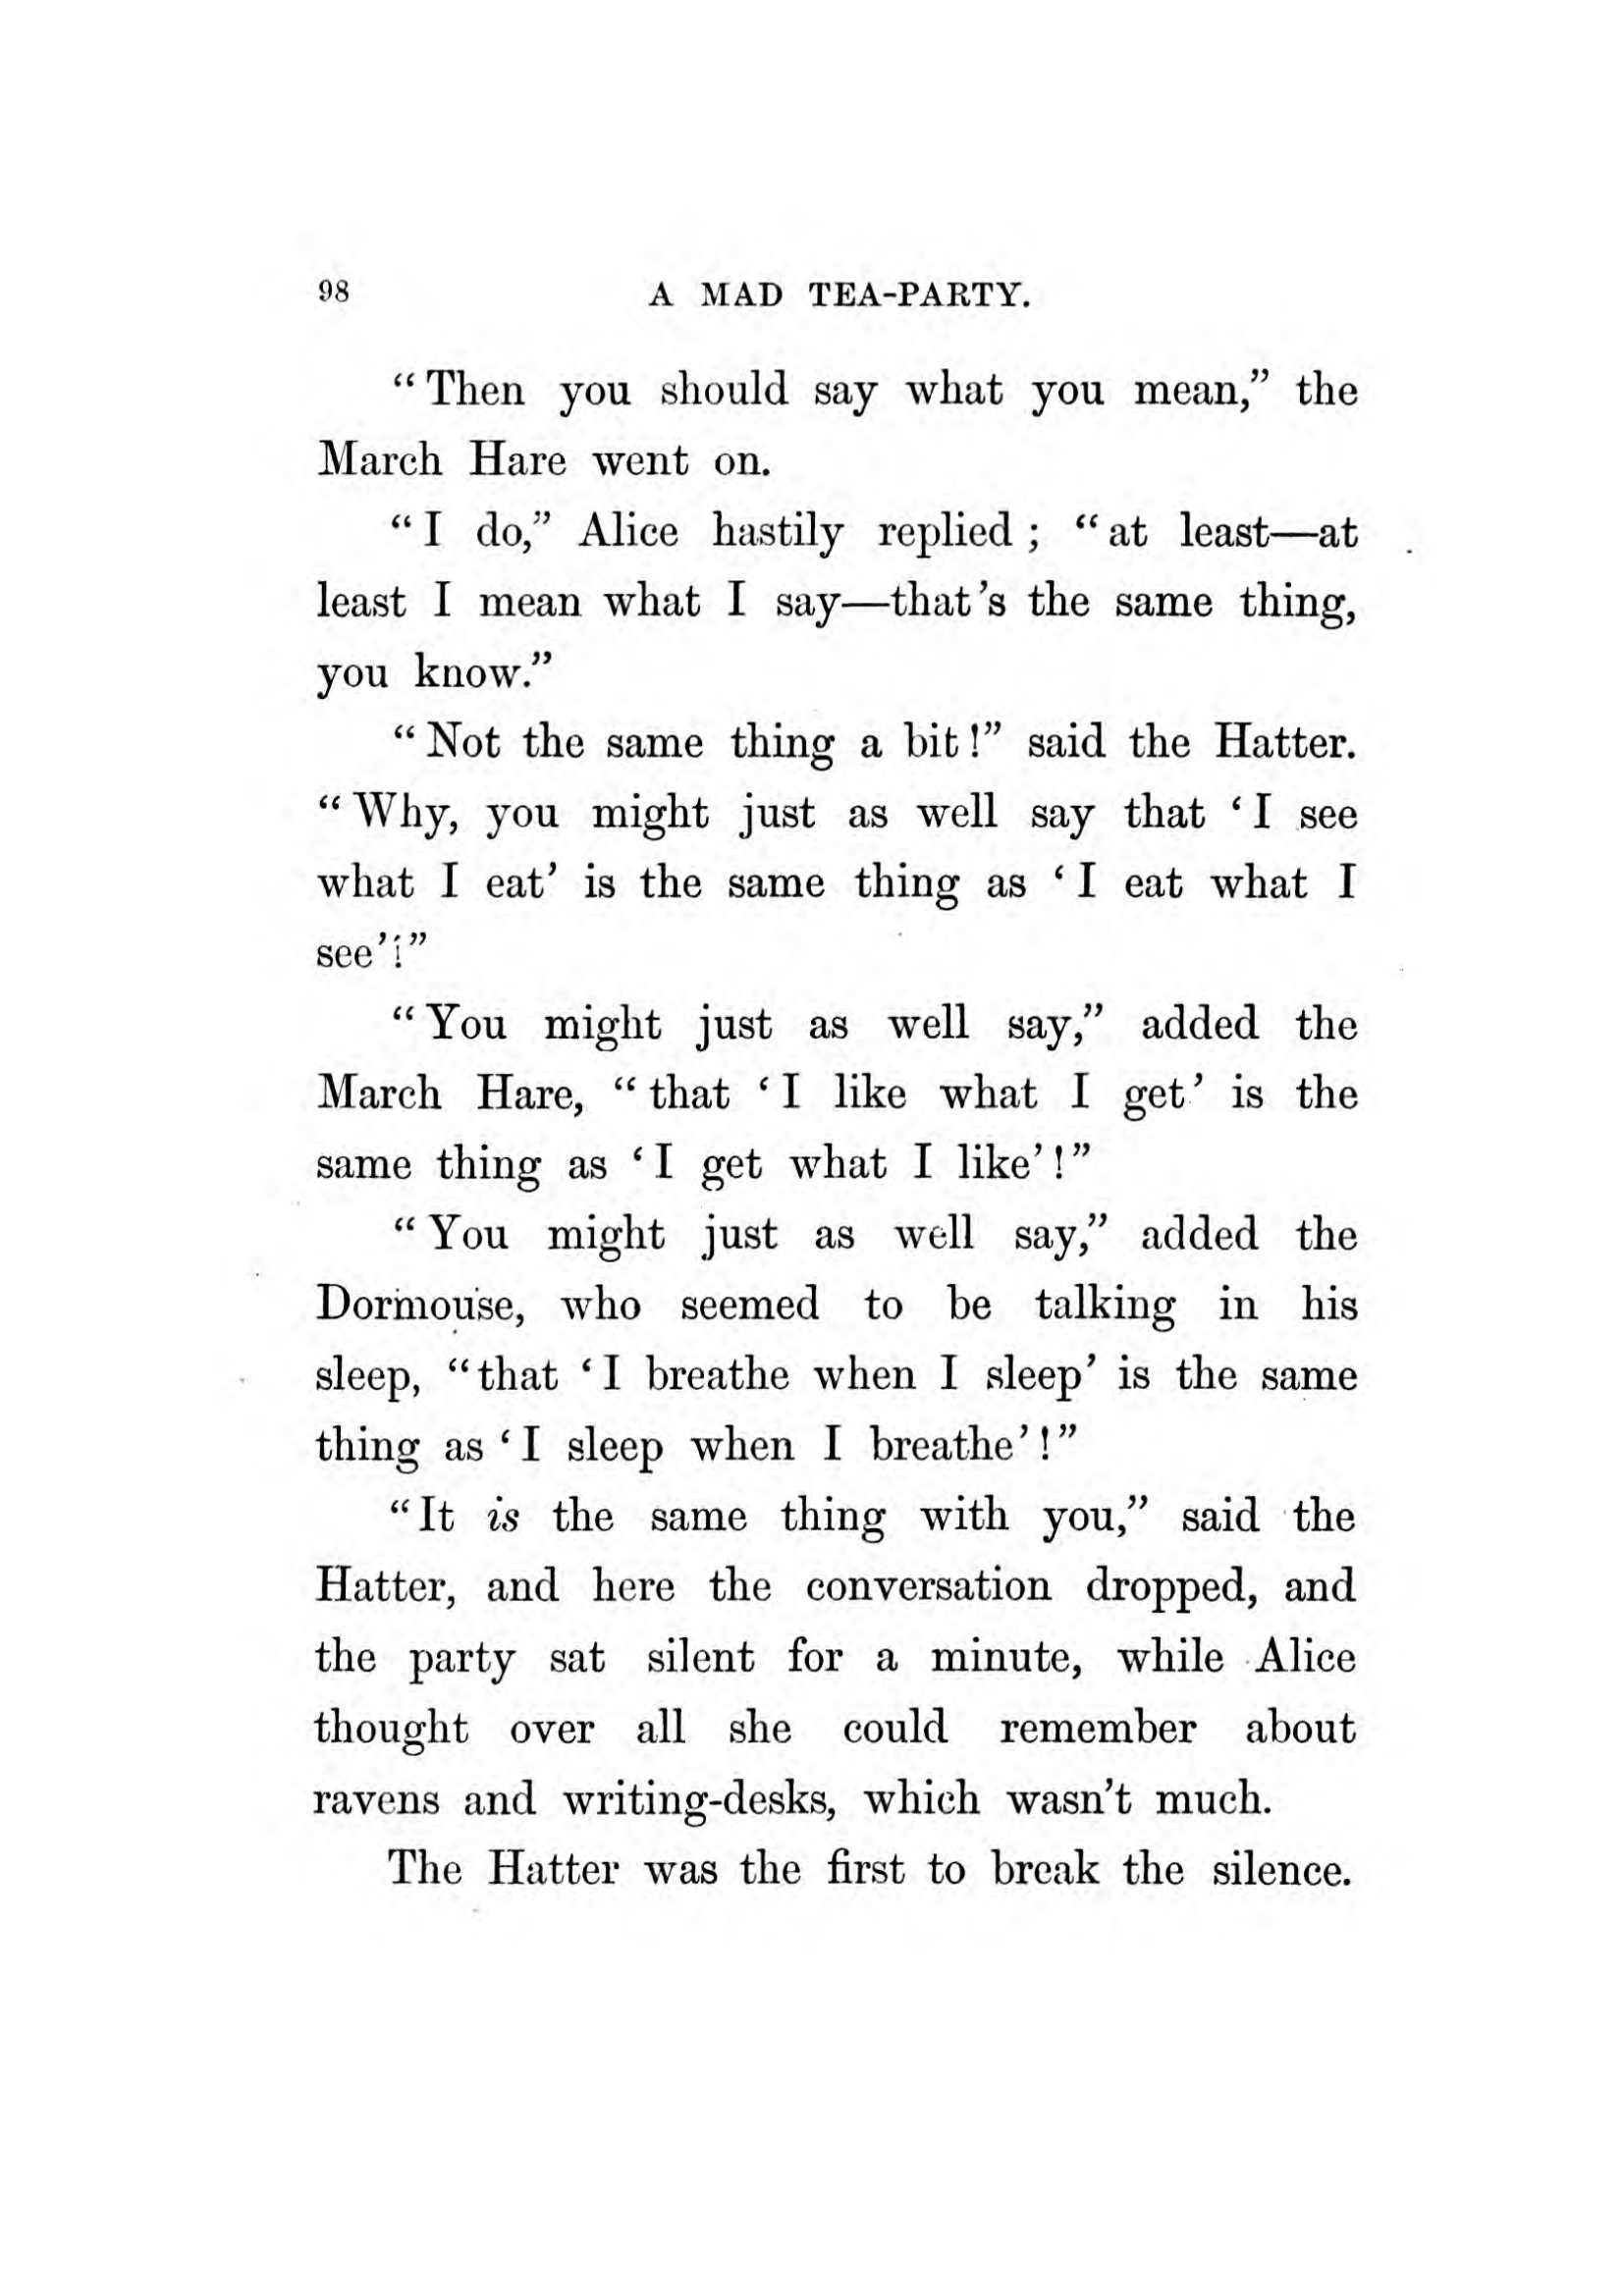 98 A MAD TEA-PARTY.
“Then you should say what you mean,” the
March Hare went on.
“I do,” Alice hastily replied; “at least—at
least I mean what I say—that’s the same thing,
you know.”
“Not the same thing a bit!” said the Hatter.
“Why, you might just as well say that ‘I see
what I eat’ is the same thing as ‘I eat what I
see’!”
“You might just as well say,” added the
March Hare, “that ‘I like what I get’ is the
same thing as ‘I get what I like’!”
“You might just as well say,” added the
Dormouse, who seemed to be talking in his
sleep, “that ‘I breathe when I sleep’ is the same
thing as ‘I sleep when I breathe’!”
“It is the same thing with you,” said the
Hatter, and here the conversation dropped, and
the party sat silent for a minute, while Alice
thought over all she could remember about
ravens and writing-desks, which wasn’t much.
The Hatter was the first to break the silence.